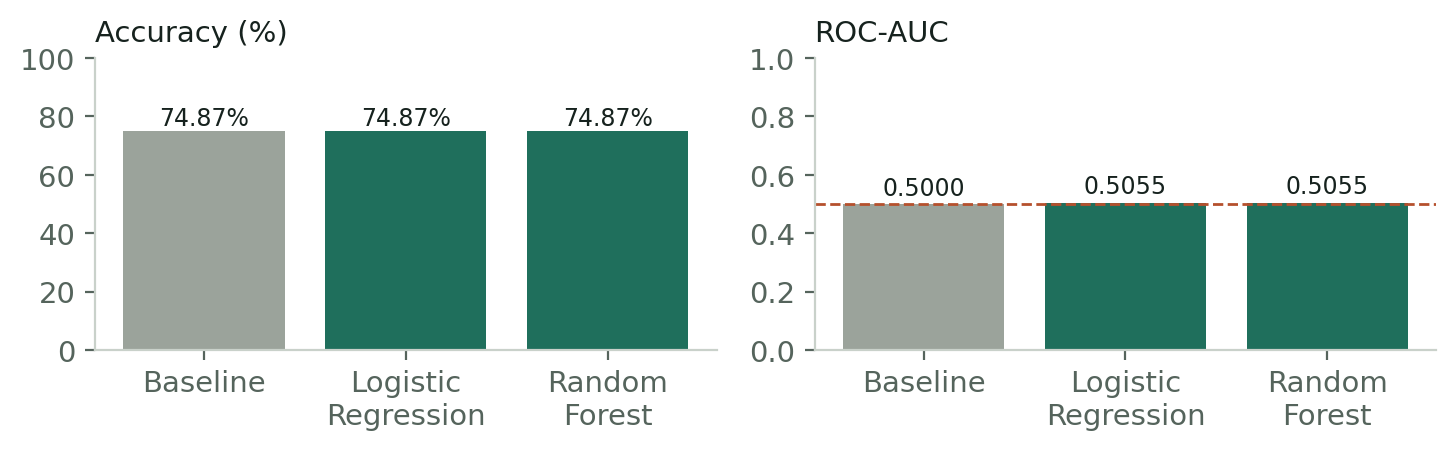 Accuracy (%)
100
80
60
40
20
0
74.87%
74.87%
74.87%
Baseline
Logistic
Regression
Random
Forest
ROC-AUC
1.0
0.8
0.6
0.4
0.2
0.0
0.5000
0.5055
0.5055
Baseline
Logistic
Regression
Random
Forest